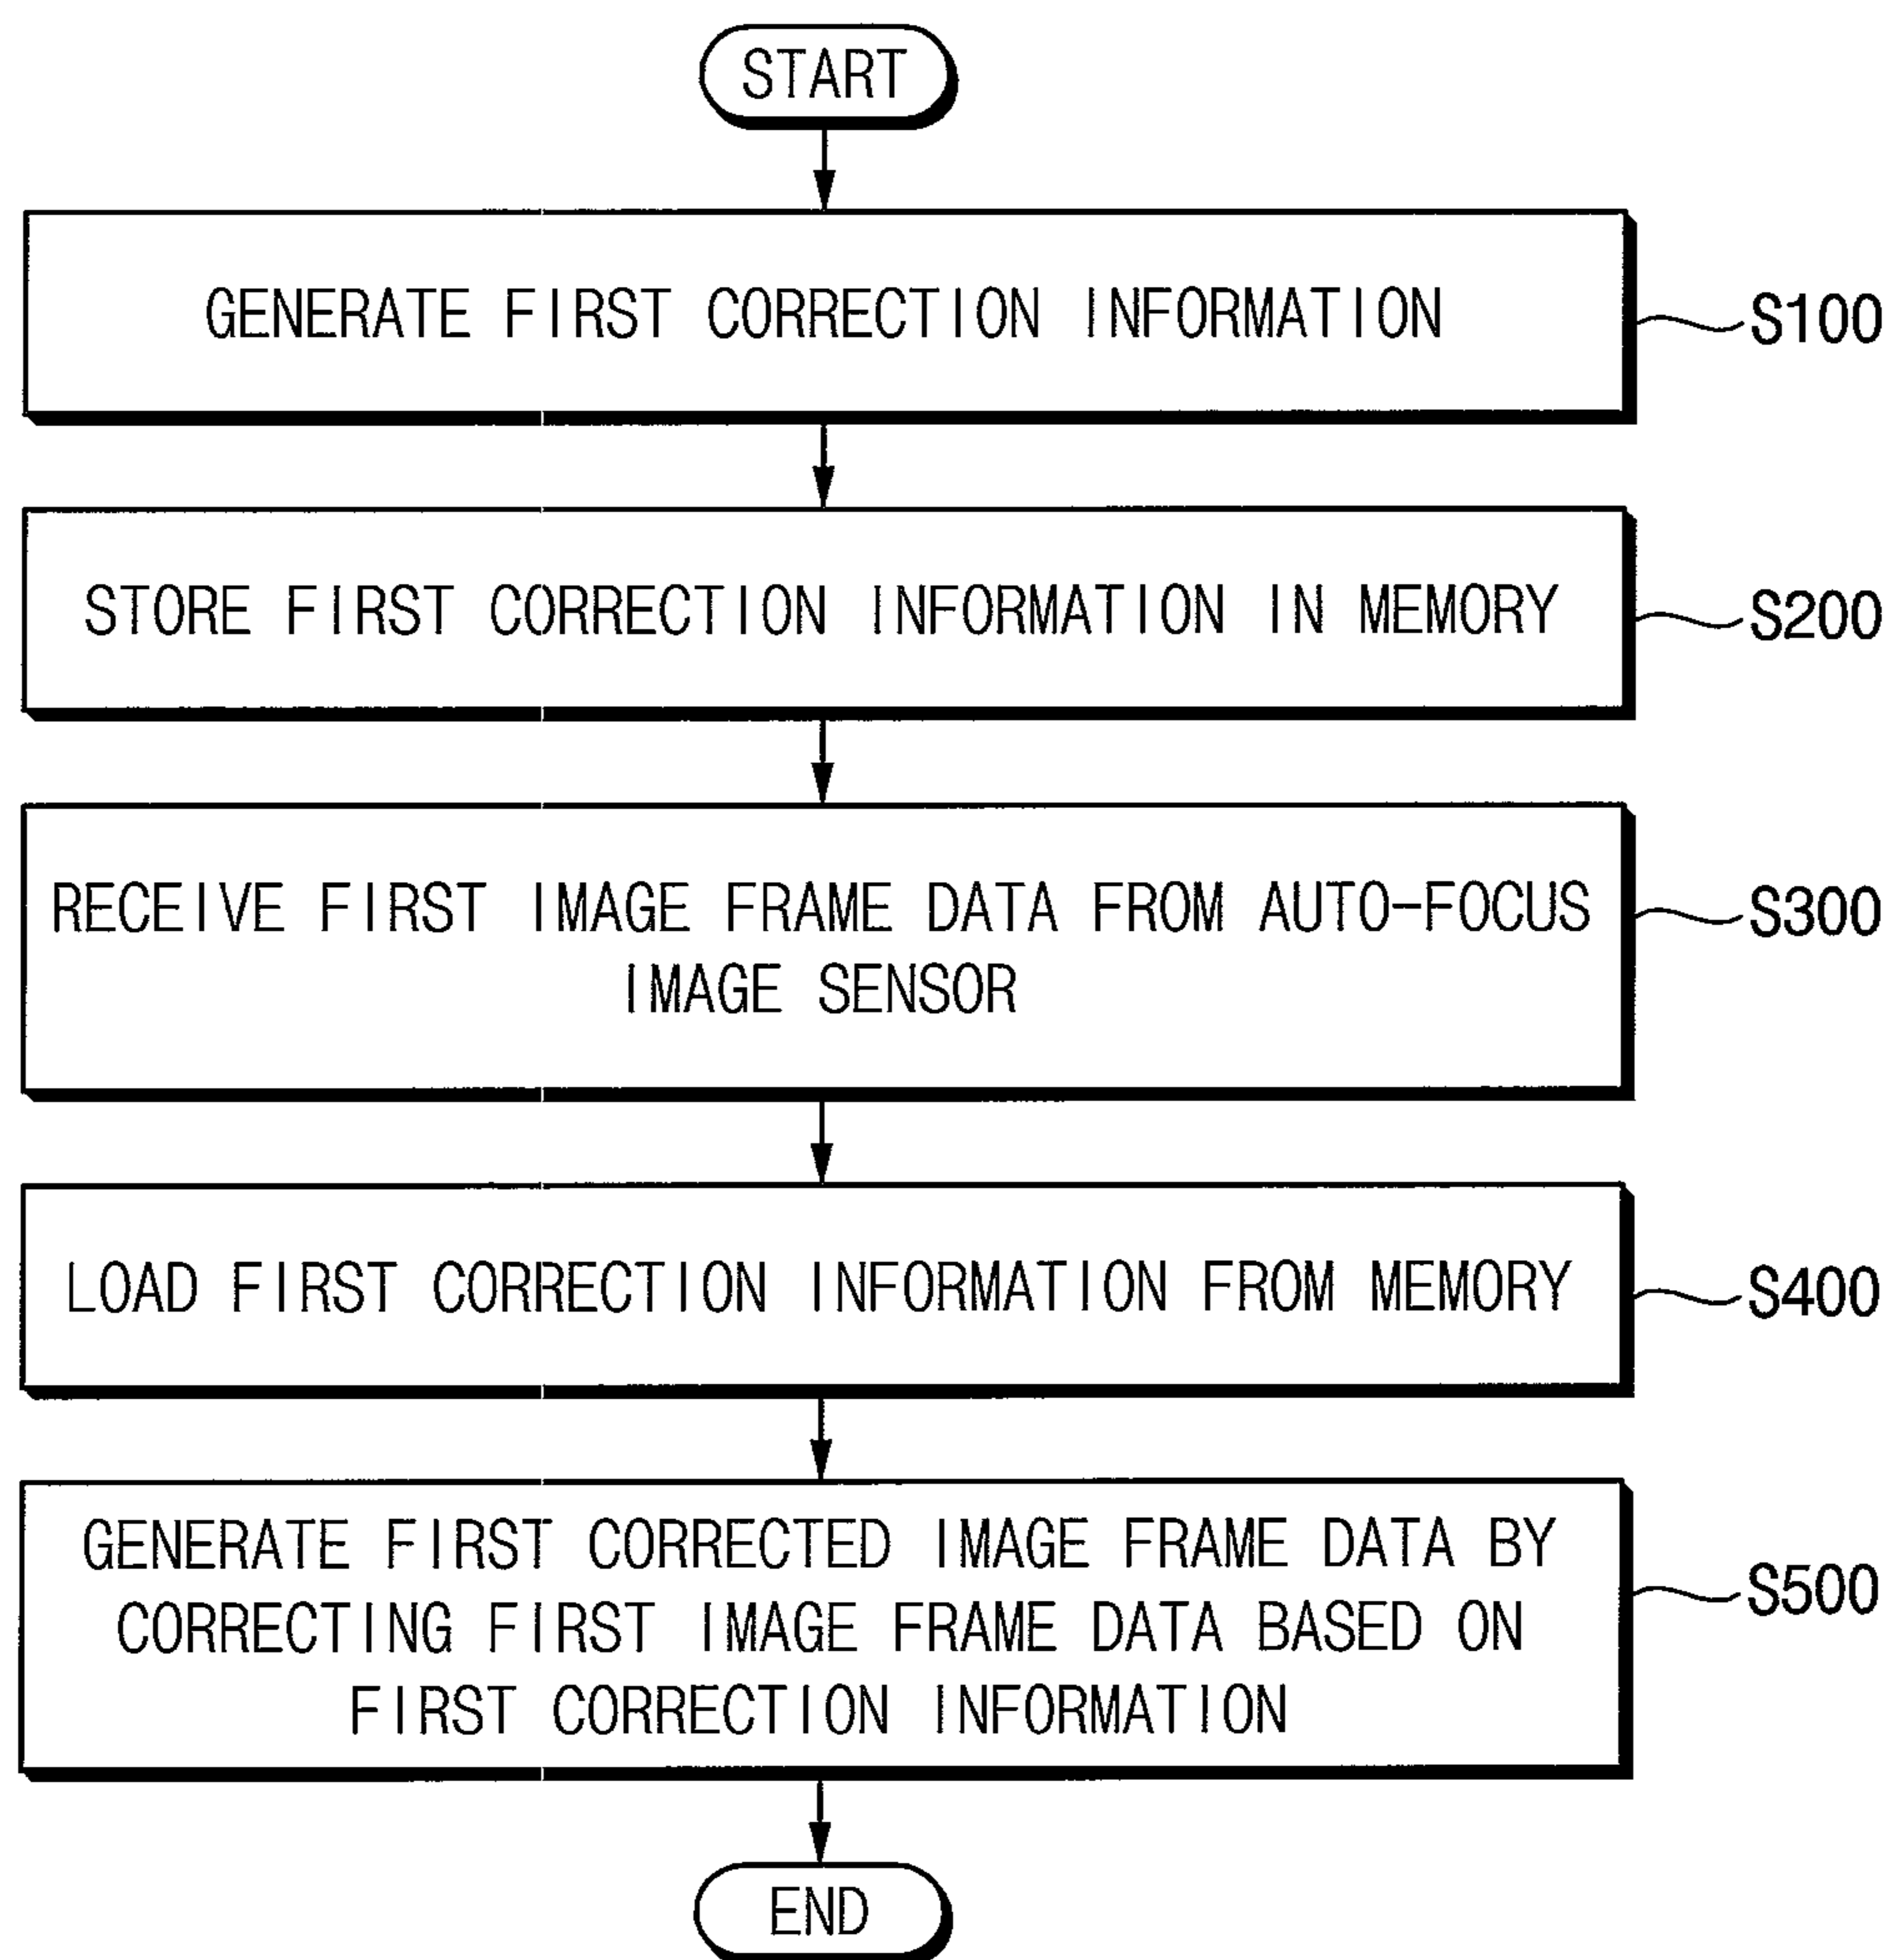 START
GENERATE FIRST CORRECTION INFORMATION
S100
STORE FIRST CORRECTION INFORMATION IN MEMORY
S200
RECEIVE FIRST IMAGE FRAME DATA FROM AUTO-FOCUS
IMAGE SENSOR
S300
LOAD FIRST CORRECTION INFORMATION FROM MEMORY
S400
GENERATE FIRST CORRECTED IMAGE FRAME DATA BY
CORRECTING FIRST IMAGE FRAME DATA BASED ON
FIRST CORRECTION INFORMATION
S500
END